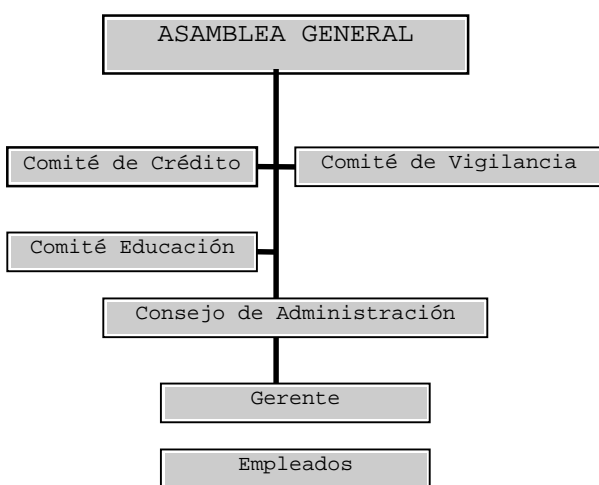 ASAMBLEA GENERAL
Comité de Crédito
Comité de Vigilancia
Comité Educación
Consejo de Administración
Gerente
Empleados